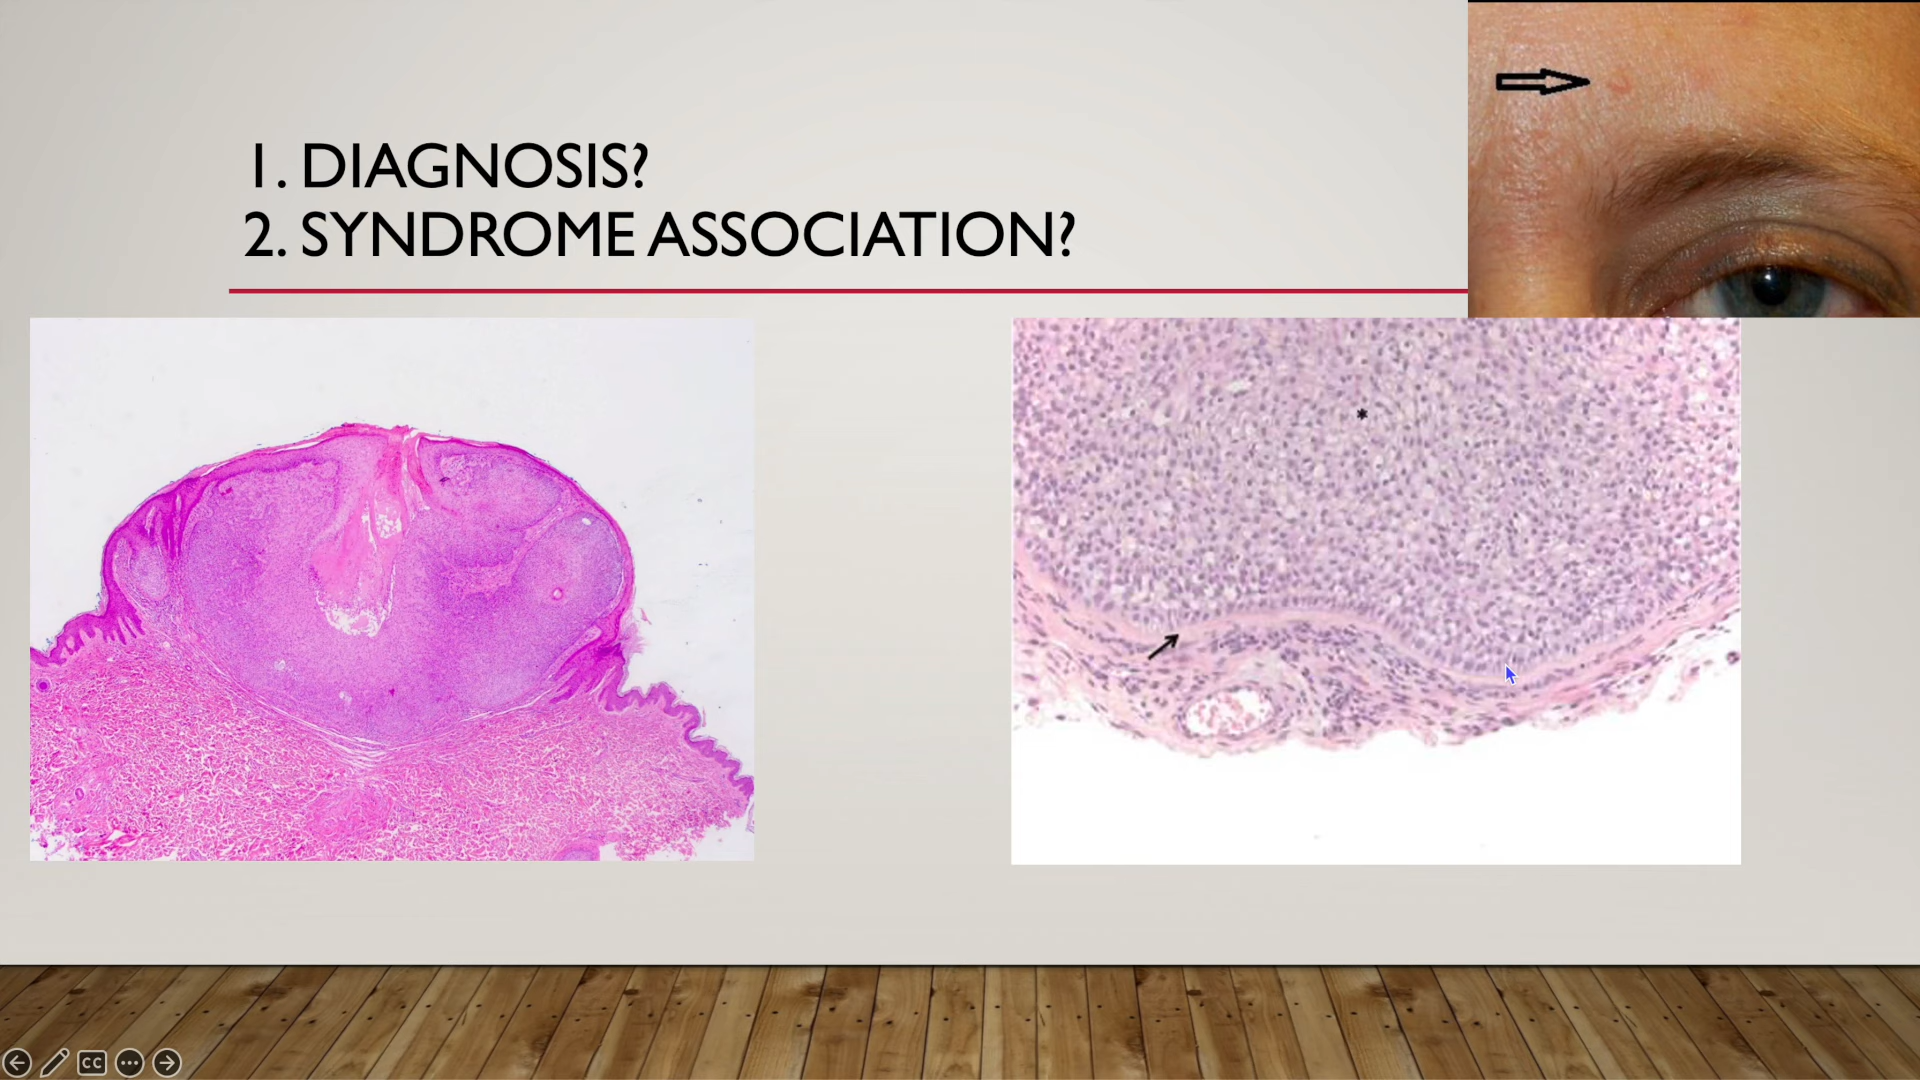 1. DIAGNOSIS?
2. SYNDROME ASSOCIATION?
*
CC